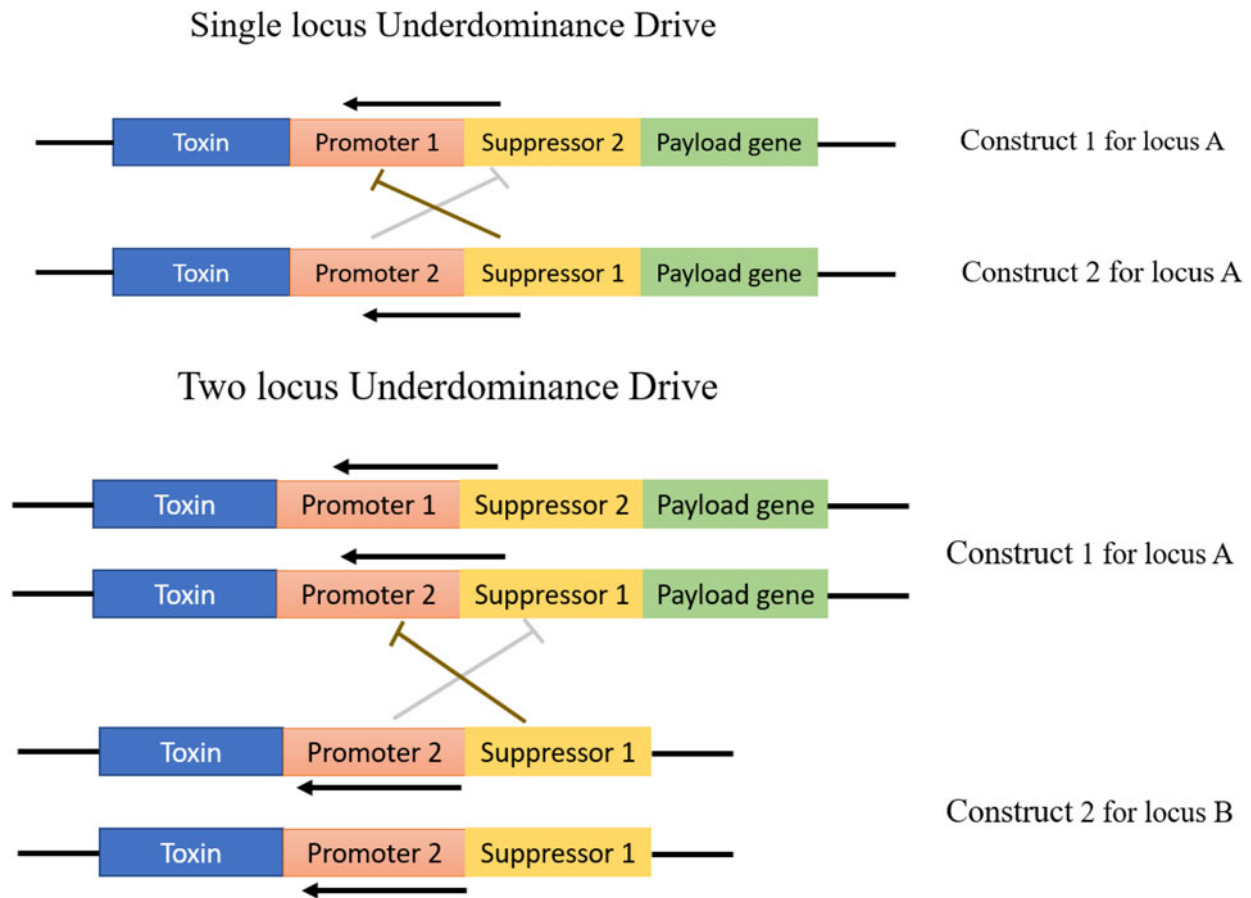 Single locus Underdominance Drive
Toxin Promoter 1 Suppressor 2 Payload gene Construct 1 for locus A
Toxin Promoter 2 Suppressor 1 Payload gene Construct 2 for locus A
Two locus Underdominance Drive
Toxin Promoter 1 Suppressor 2 Payload gene
Construct 1 for locus A
Toxin Promoter 2 Suppressor 1 Payload gene
Toxin Promoter 2 Suppressor 1
Construct 2 for locus B
Toxin Promoter 2 Suppressor 1